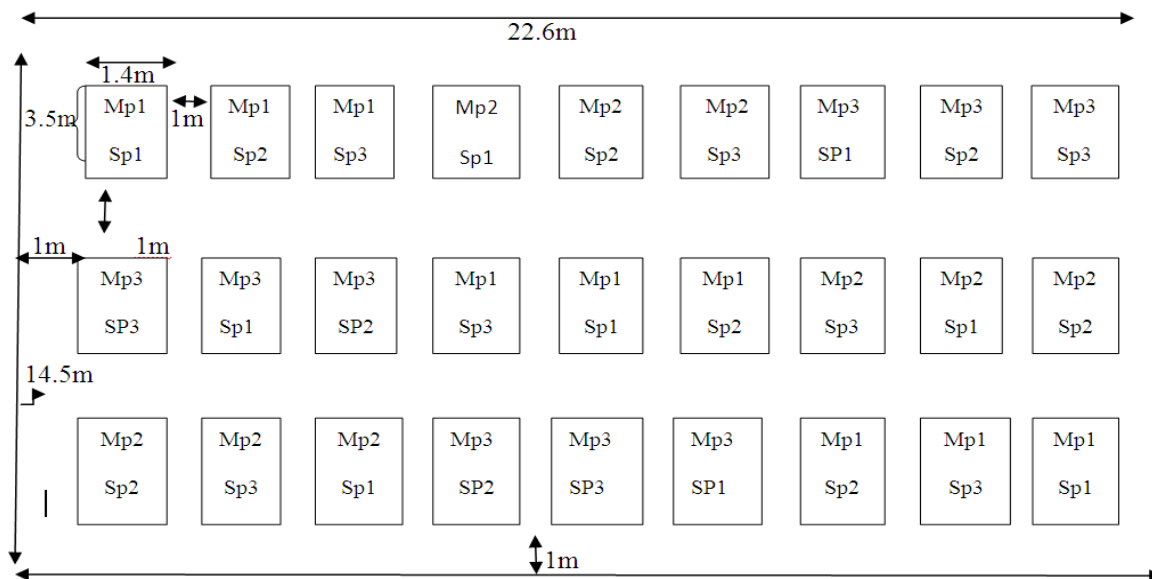 22.6m
1.4m
3.5m
1m
Mp1 Mp1 Mp1 Mp2 Mp2 Mp2 Mp3 Mp3 Mp3
Sp1 Sp2 Sp3 Sp1 Sp2 Sp3 SP1 Sp2 Sp3
1m 1m
Mp3 Mp3 Mp3 Mp1 Mp1 Mp1 Mp2 Mp2 Mp2
SP3 Sp1 SP2 Sp3 Sp1 Sp2 Sp3 Sp1 Sp2
14.5m
Mp2 Mp2 Mp2 Mp3 Mp3 Mp3 Mp1 Mp1 Mp1
Sp2 Sp3 Sp1 SP2 SP3 SP1 Sp2 Sp3 Sp1
1m